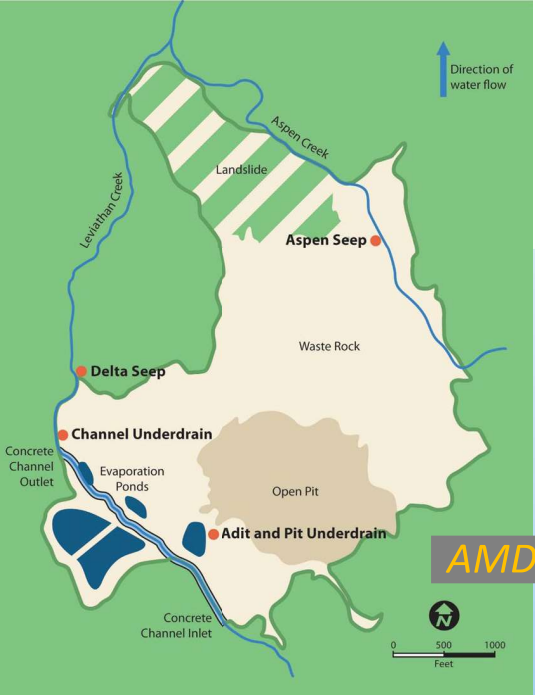 Direction of
water flow
Aspen Creek
Landslide
Leviathan Creek
Aspen Seep
Waste Rock
Delta Seep
Channel Underdrain
Concrete
Channel
Outlet
Evaporation
Ponds
Open Pit
Adit and Pit Underdrain
AMD
Concrete
Channel Inlet
N
0 500 1000
Feet